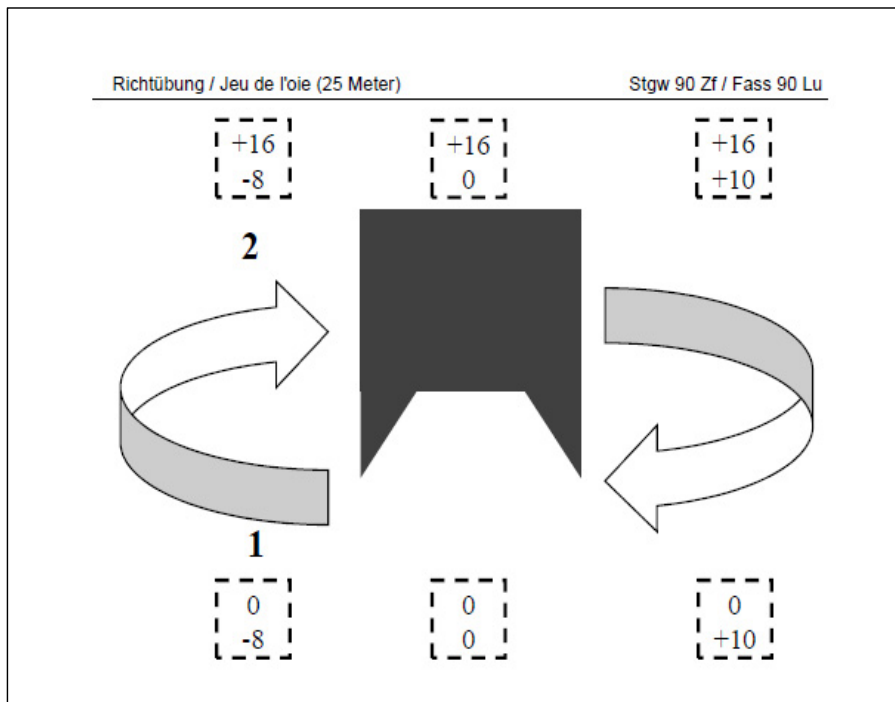 Richtübung / Jeu de l'oie (25 Meter) Stgw 90 Zf / Fass 90 Lu
+16 +16 +16
-8 0 +10
2
1
0 0 0
-8 0 +10